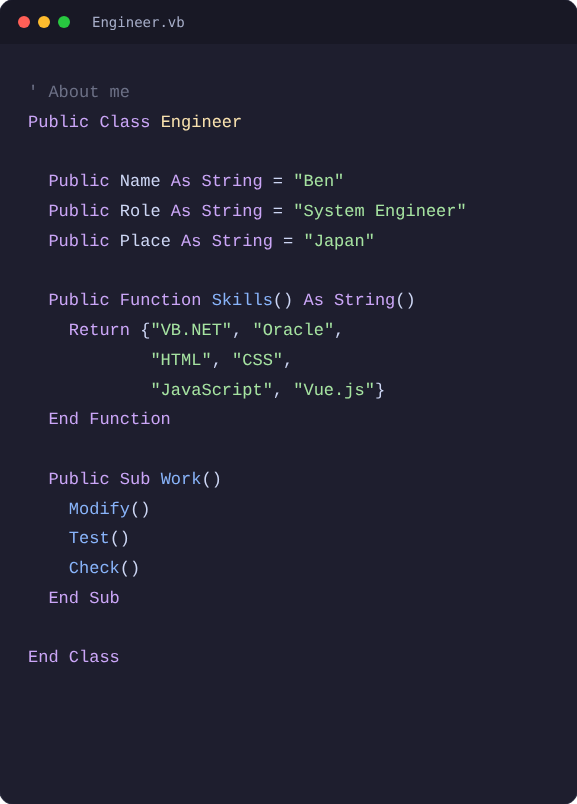 Engineer.vb
' About me
Public Class Engineer
Public Name As String = "Ben"
Public Role As String = "System Engineer"
Public Place As String = "Japan"
Public Function Skills() As String()
Return {"VB.NET", "Oracle",
"HTML", "CSS",
"JavaScript", "Vue.js"}
End Function
Public Sub Work()
Modify()
Test()
Check()
End Sub
End Class